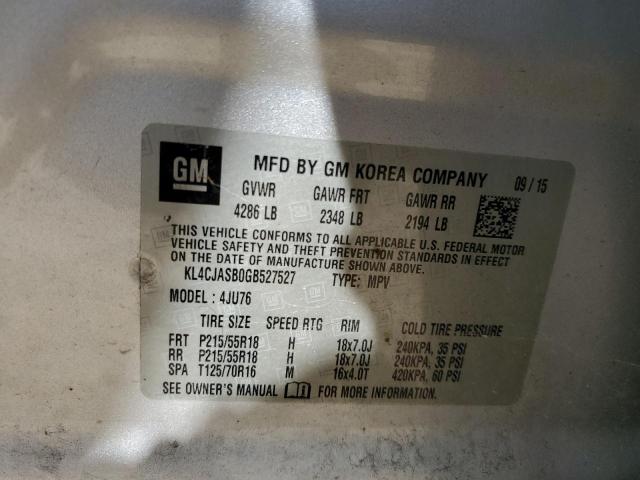 GM MFD BY GM KOREA COMPANY 09/15
GVWR GAWR FRT GAWR RR
4286 LB 2348 LB 2194 LB
THIS VEHICLE CONFORMS TO ALL APPLICABLE U.S. FEDERAL MOTOR
VEHICLE SAFETY AND THEFT PREVENTION STANDARDS IN EFFECT ON
THE DATE OF MANUFACTURE SHOWN ABOVE.
KL4CJASB0GB527527 TYPE: MPV
MODEL : 4JU76
TIRE SIZE SPEED RTG RIM COLD TIRE PRESSURE
FRT P215/55R18 H 18x7.0J 240KPA, 35 PSI
RR P215/55R18 H 18x7.0J 240KPA, 35 PSI
SPA T125/70R16 M 16x4.0T 420KPA, 60 PSI
SEE OWNER'S MANUAL FOR MORE INFORMATION